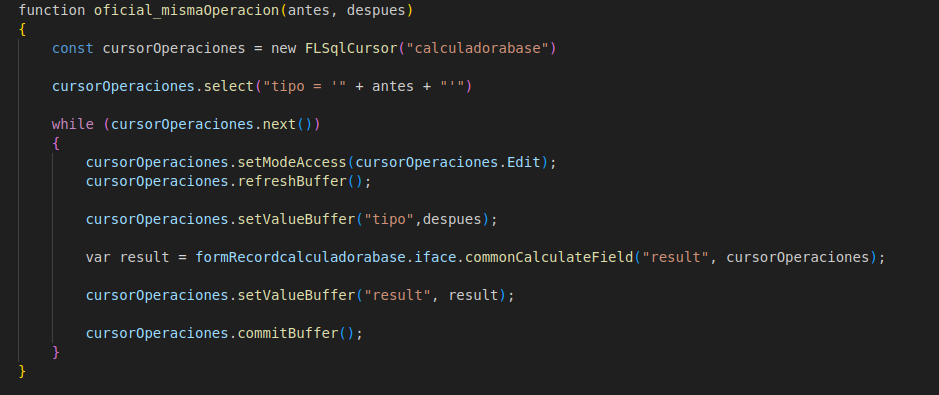 function oficial_mismaOperacion(antes, despues)
{
    const cursorOperaciones = new FLSqlCursor("calculadorabase")
    cursorOperaciones.select("tipo = '" + antes + "'")
    while (cursorOperaciones.next())
    {
        cursorOperaciones.setModeAccess(cursorOperaciones.Edit);
        cursorOperaciones.refreshBuffer();
        cursorOperaciones.setValueBuffer("tipo",despues);
        var result = formRecordcalculadorabase.iface.commonCalculateField("result", cursorOperaciones);
        cursorOperaciones.setValueBuffer("result", result);
        cursorOperaciones.commitBuffer();
    }
}